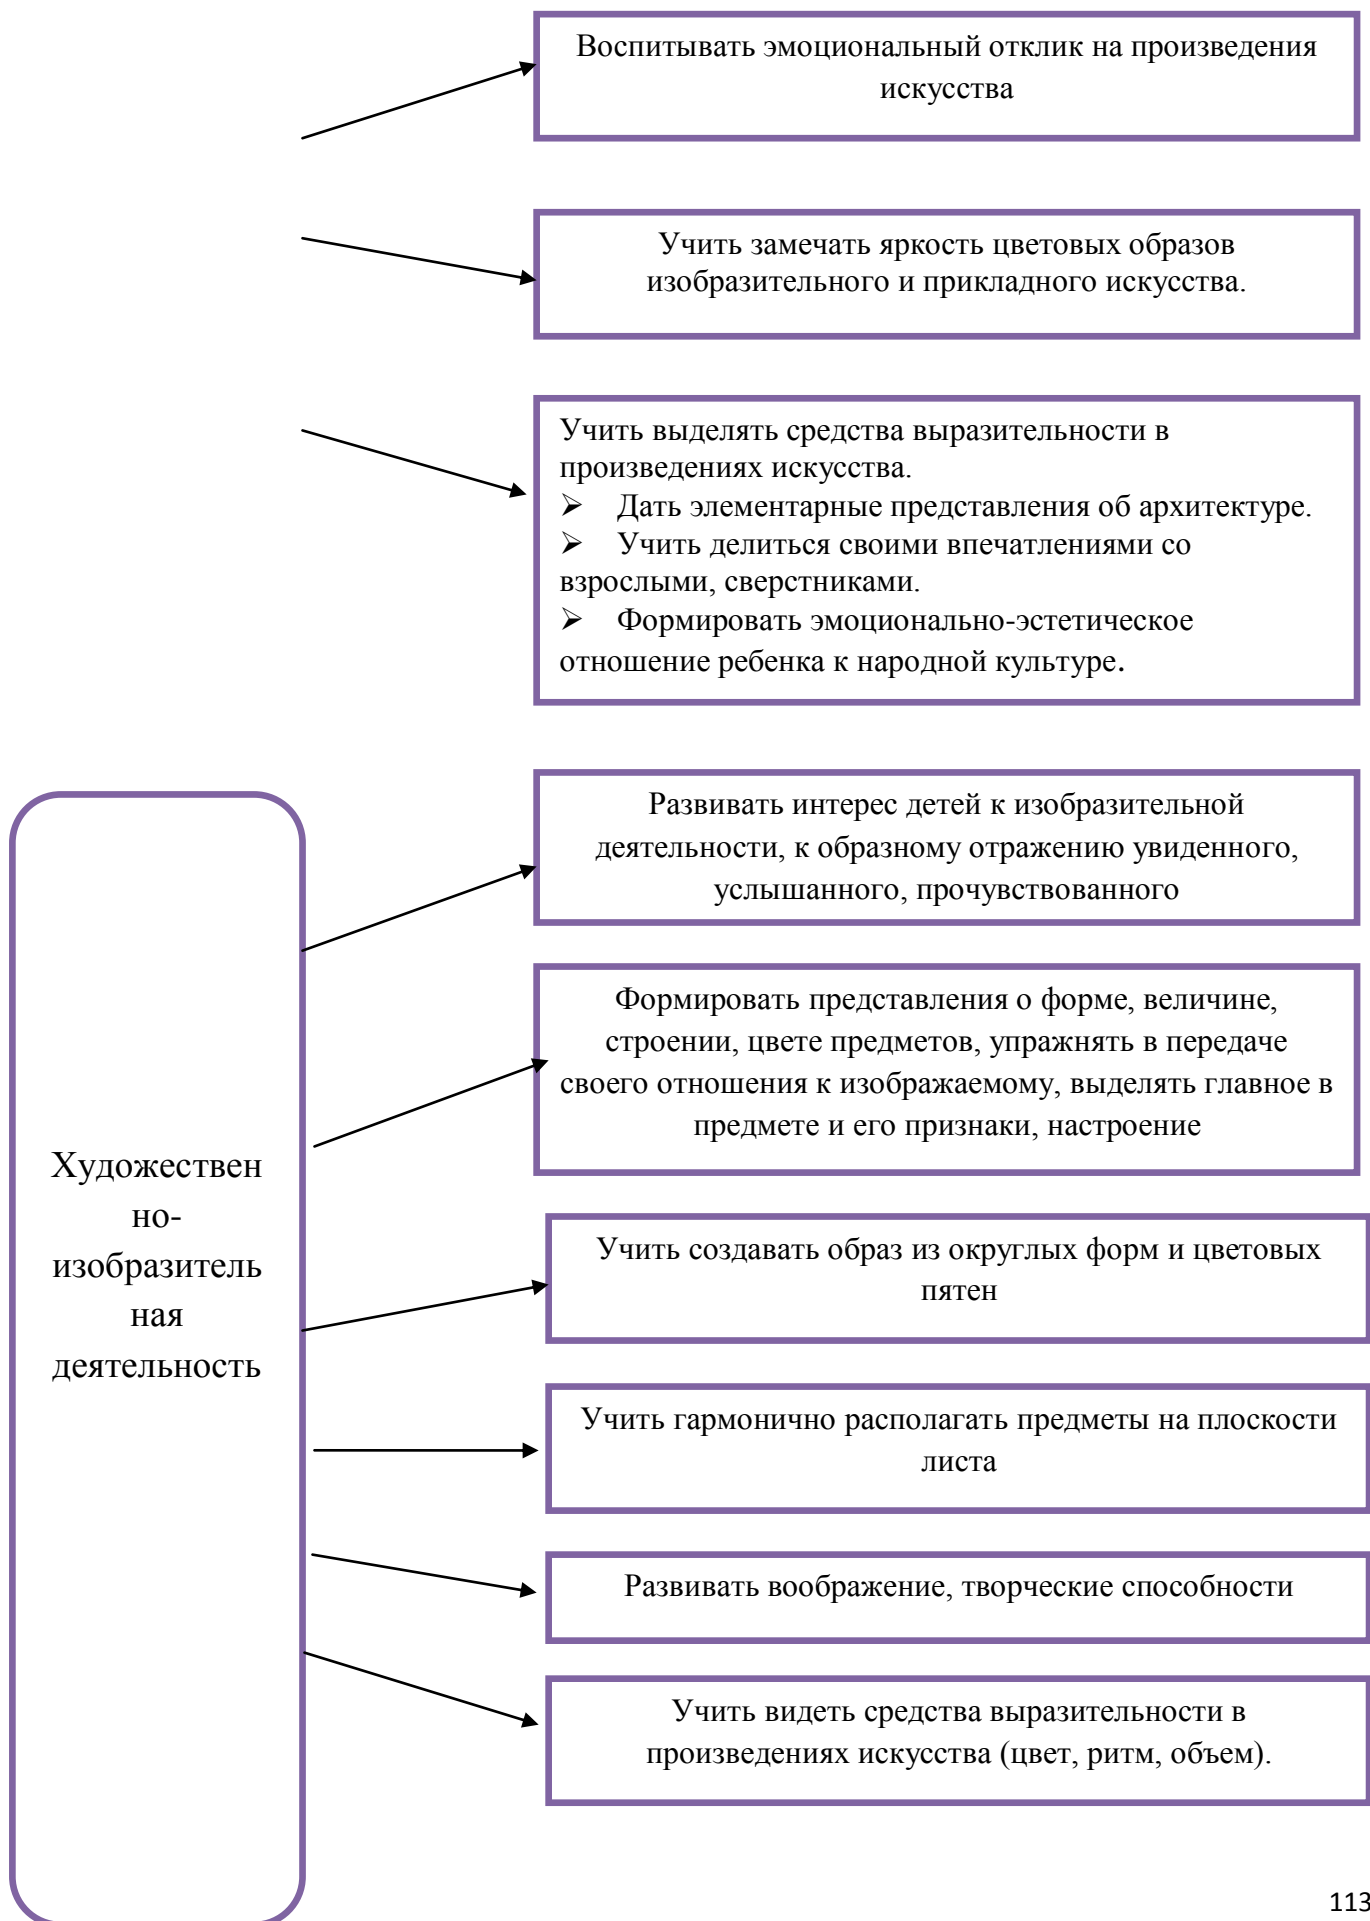 Воспитывать эмоциональный отклик на произведения
искусства
Учить замечать яркость цветовых образов
изобразительного и прикладного искусства.
Учить выделять средства выразительности в
произведениях искусства.
➢ Дать элементарные представления об архитектуре.
➢ Учить делиться своими впечатлениями со
взрослыми, сверстниками.
➢ Формировать эмоционально-эстетическое
отношение ребенка к народной культуре.
Художествен
но-
изобразитель
ная
деятельность
Развивать интерес детей к изобразительной
деятельности, к образному отражению увиденного,
услышанного, прочувствованного
Формировать представления о форме, величине,
строении, цвете предметов, упражнять в передаче
своего отношения к изображаемому, выделять главное в
предмете и его признаки, настроение
Учить создавать образ из округлых форм и цветовых
пятен
Учить гармонично располагать предметы на плоскости
листа
Развивать воображение, творческие способности
Учить видеть средства выразительности в
произведениях искусства (цвет, ритм, объем).
113